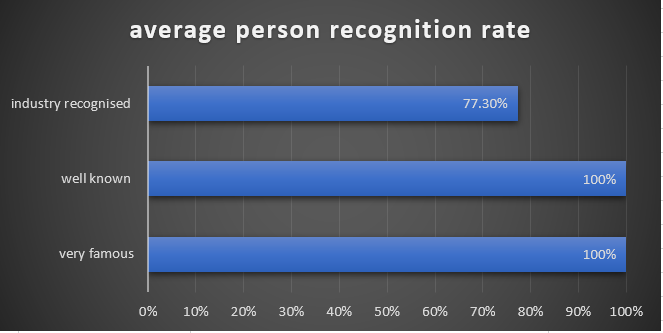 average person recognition rate
industry recognised
77.30%
well known
100%
very famous
100%
0% 10% 20% 30% 40% 50% 60% 70% 80% 90% 100%